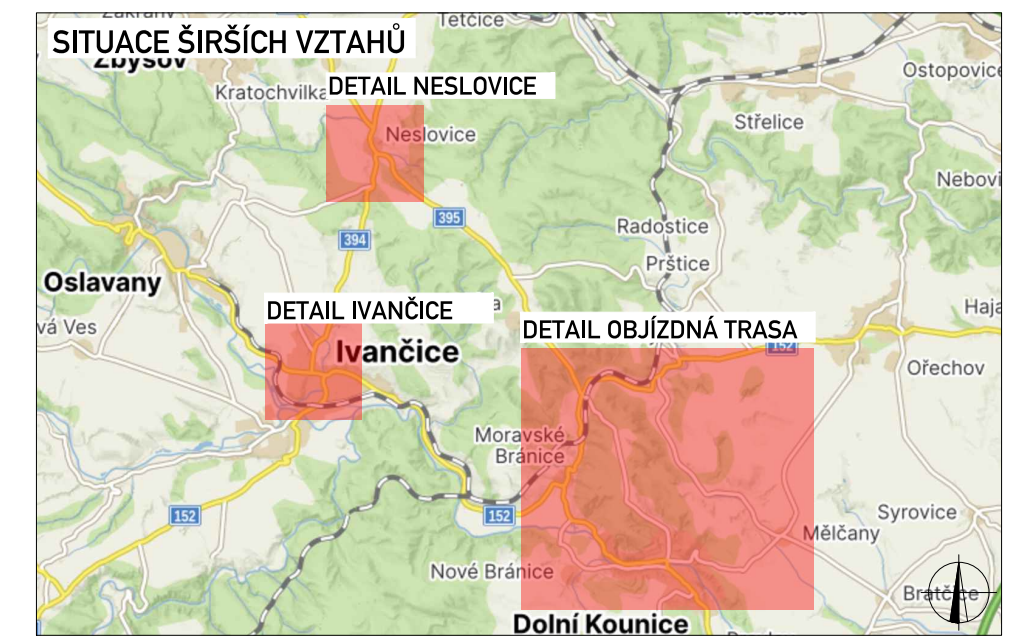 Tetčice
SITUACE ŠIRŠÍCH VZTAHŮ
Zbýšov
Ostopovice
DETAIL NESLOVICE
Kratochvilka
Střelice
Neslovice
Nebovi
395
Radostice
394
Prštice
Oslavany
DETAIL IVANČICE
Haja
vá Ves
DETAIL OBJÍZDNÁ TRASA
152
Ivančice
Ořechov
Moravské
Bránice
152
152
Syrovice
Mělčany
Nové Bránice
Bratčice
Dolní Kounice